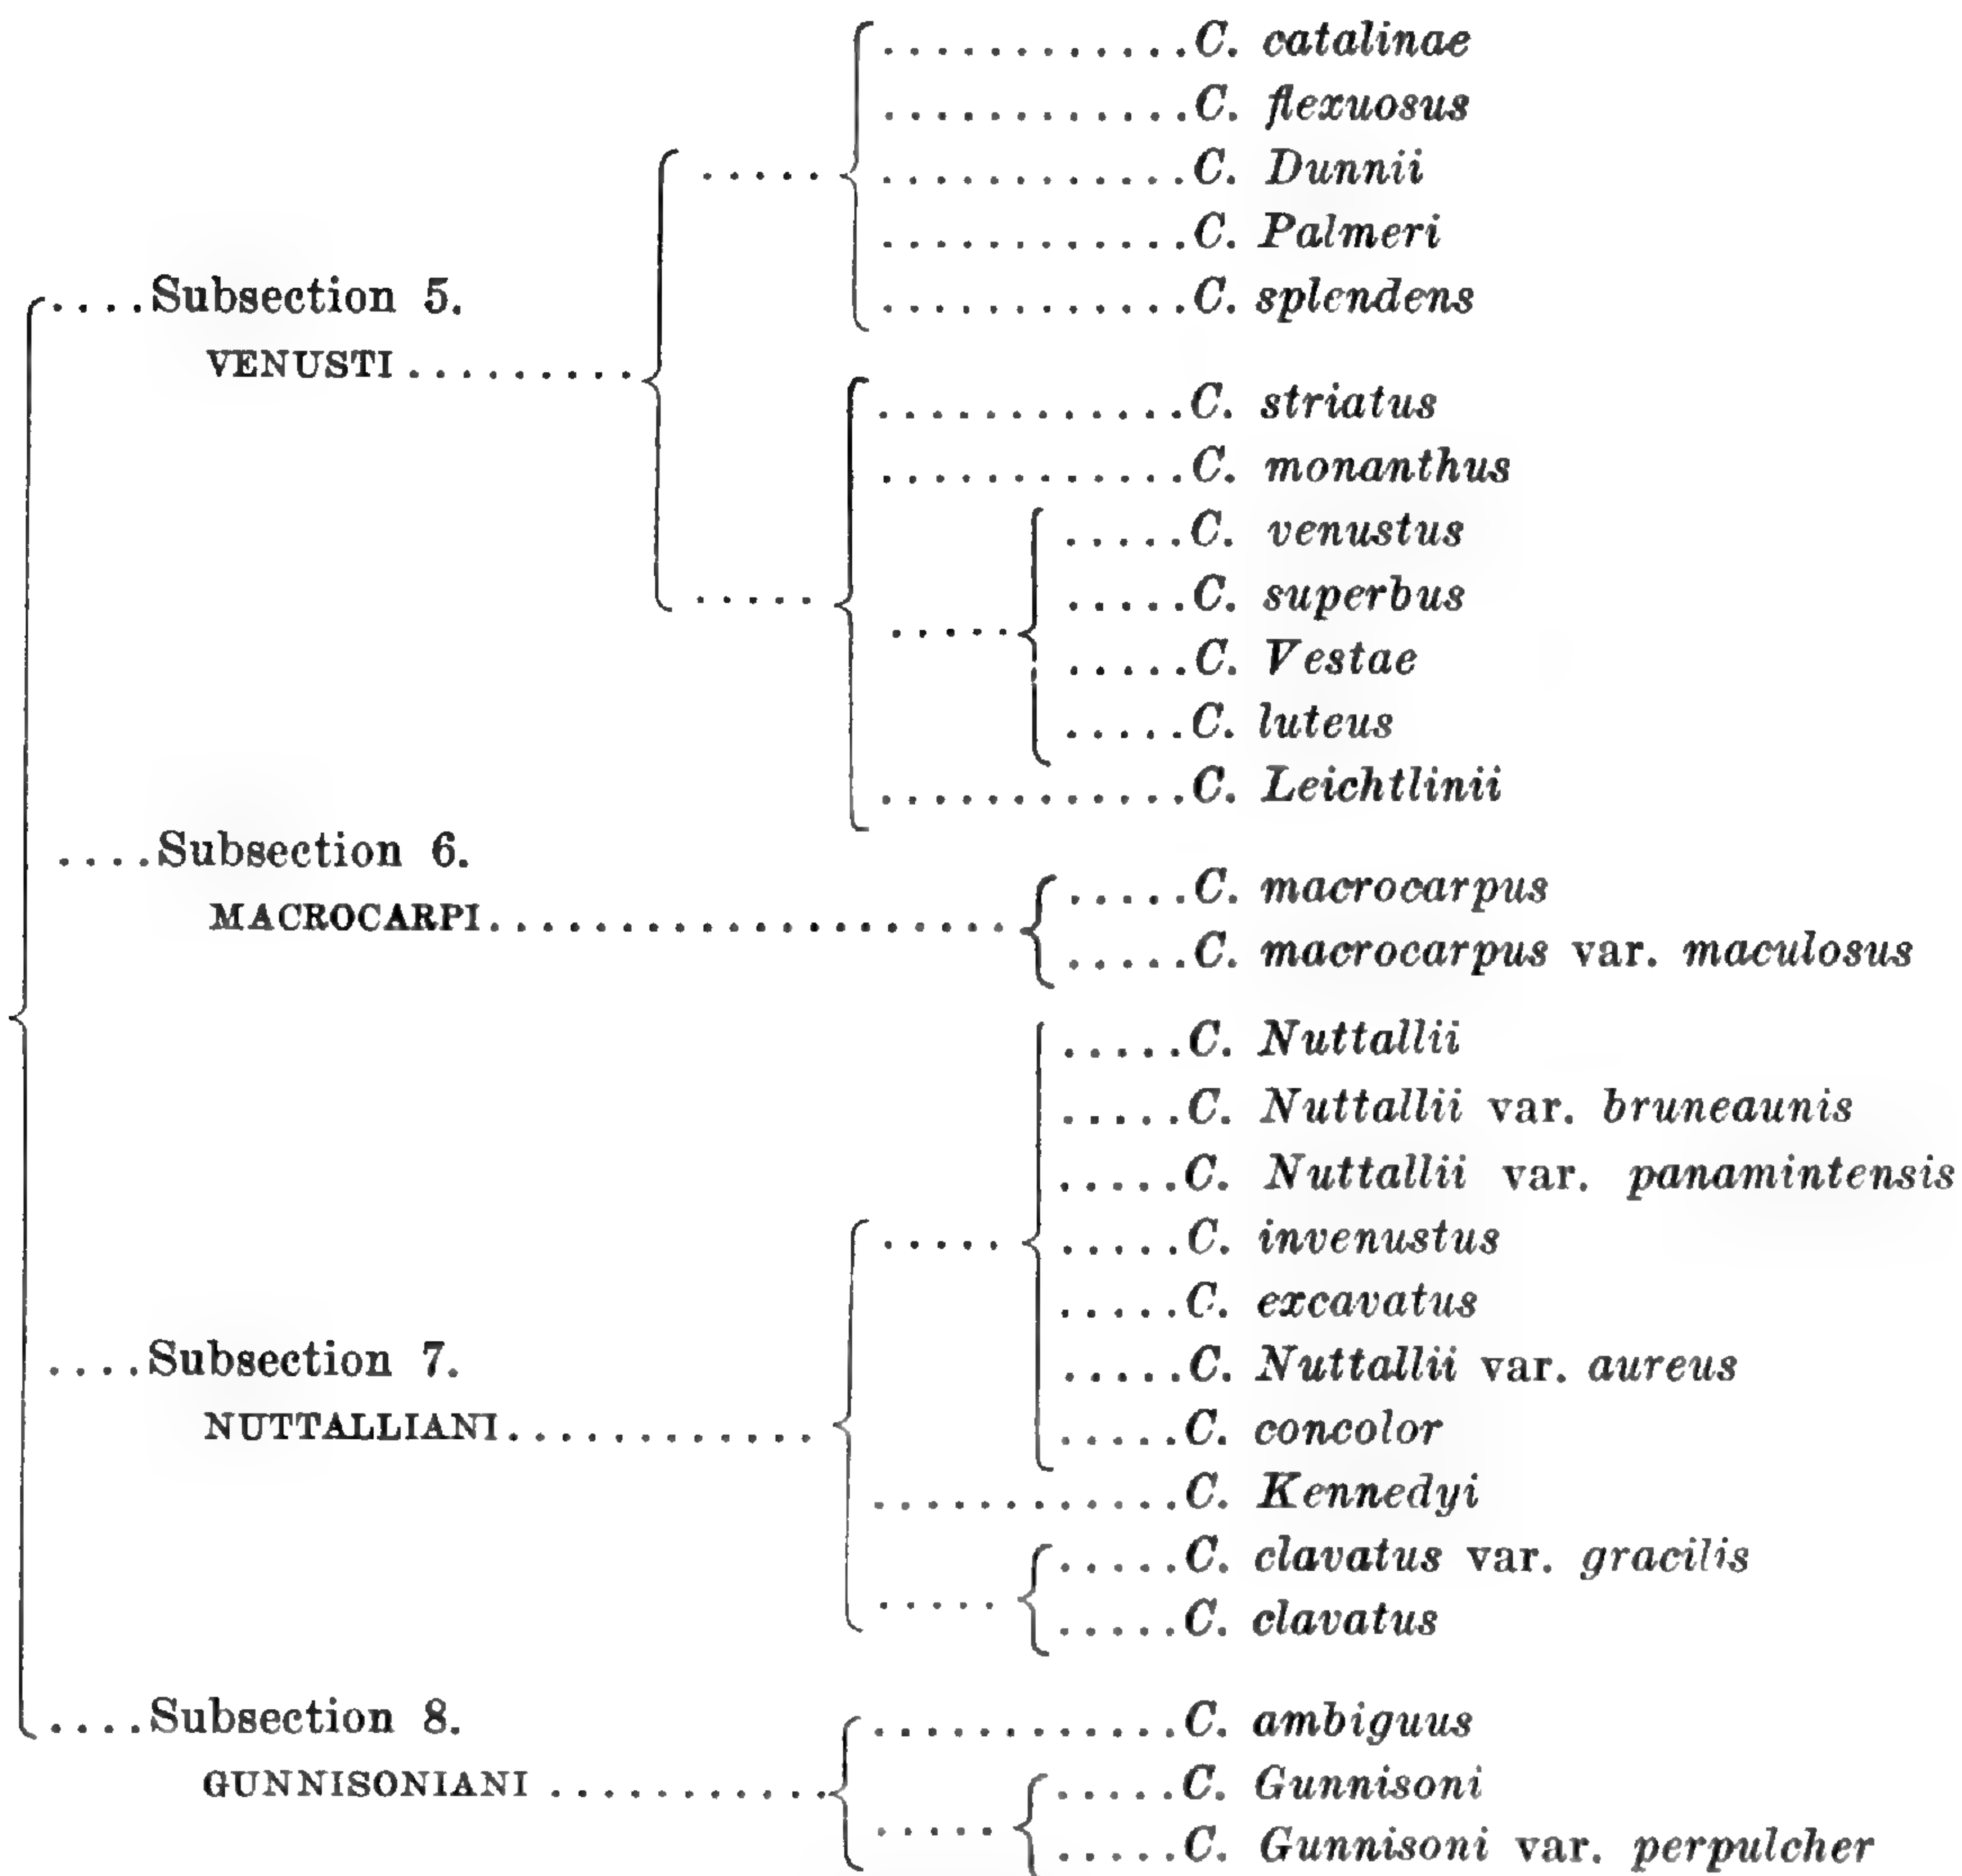 C. catalinae
C. flexuosus
C. Dunnii
C. Palmeri
....Subsection 5. ............C. splendens
VENUSTI.........
............C. striatus
............C. monanthus
.....C. venustus
.....C. superbus
.....C. Vestae
.....C. luteus
............C. Leichtlinii
....Subsection 6.
.....C. macrocarpus
MACROCARPI....................
.....C. macrocarpus var. maculosus
.....C. Nuttallii
.....C. Nuttallii var. bruneaunis
.....C. Nuttallii var. panamintensis
.....C. invenustus
.....C. excavatus
....Subsection 7. .....C. Nuttallii var. aureus
NUTTALLIANI............ .....C. concolor
............C. Kennedyi
.....C. clavatus var. gracilis
.....C. clavatus
....Subsection 8. ............C. ambiguus
GUNNISONIANI ........... .....C. Gunnisoni
.....C. Gunnisoni var. perpulcher